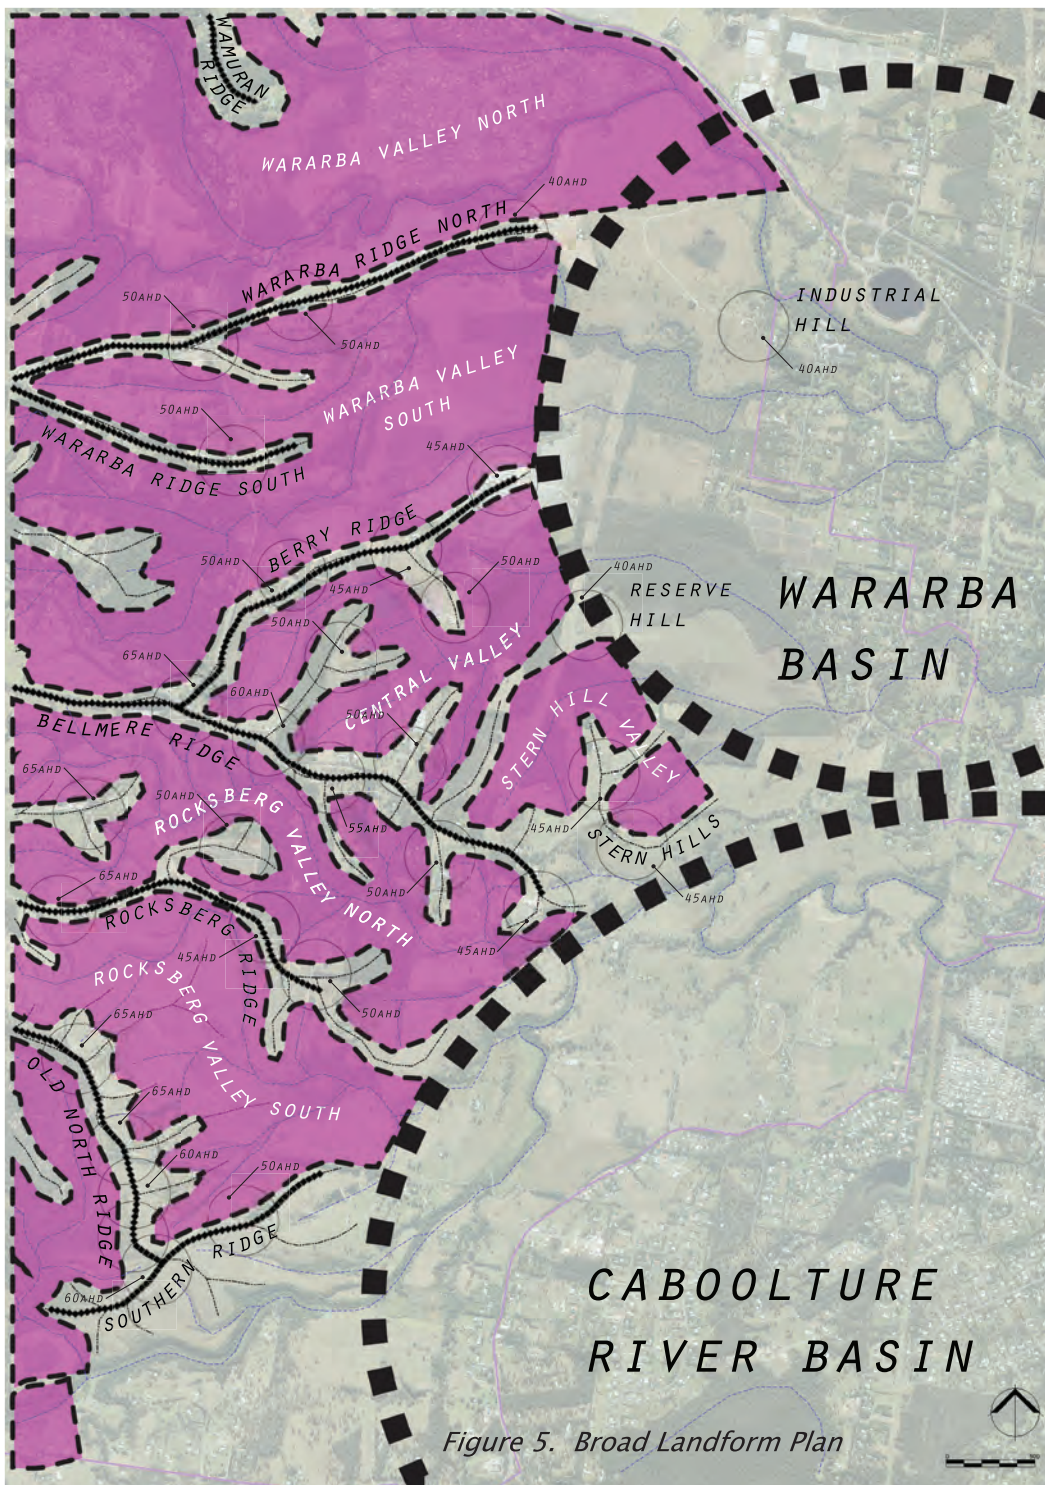 WAMURAN
RIDGE
WARARBA VALLEY NORTH
40AHD
WARARBA RIDGE NORTH
50AHD
50AHD
INDUSTRIAL
HILL
40AHD
WARARBA VALLEY
SOUTH
50AHD
WARARBA RIDGE SOUTH
45AHD
BERRY RIDGE
50AHD
45AHD
50AHD
40AHD
RESERVE
HILL
WARARBA
BASIN
50AHD
65AHD
CENTRAL VALLEY
60AHD
50AHD
STERN HILL VALLEY
BELLMERE RIDGE
65AHD
50AHD
ROCKSBERG VALLEY NORTH
55AHD
45AHD
STERN HILLS
45AHD
65AHD
50AHD
ROCKSBERG RIDGE
45AHD
45AHD
50AHD
ROCKSBERG VALLEY SOUTH
65AHD
OLD NORTH RIDGE
65AHD
60AHD
50AHD
SOUTHERN RIDGE
60AHD
CABOOLTURE
RIVER BASIN
Figure 5. Broad Landform Plan